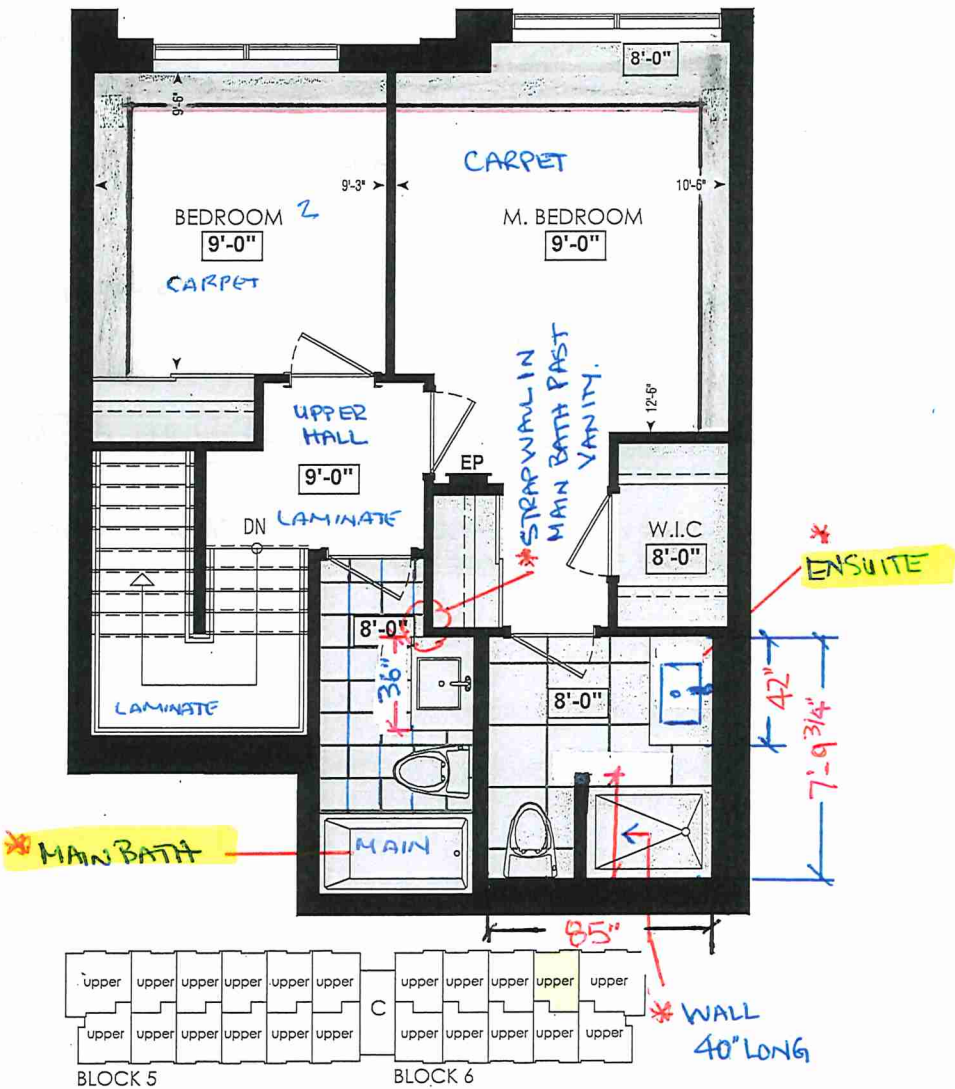 8'-0"
9'-6"
CARPET
9'-3"
10'-6"
BEDROOM 2
9'-0"
M. BEDROOM
9'-0"
CARPET
* STRAP WALL IN
MAIN BATH PAST
VANITY.
12'-6"
UPPER
HALL
9'-0"
EP
DN
LAMINATE
W.I.C
8'-0"
*
ENSUITE
8'-0"
36"
8'-0"
42"
7'-9 3/4"
LAMINATE
* MAIN BATH
MAIN
85"
* WALL
40" LONG
upper upper upper upper upper upper
C
upper upper upper upper upper
upper upper upper upper upper upper
upper upper upper upper upper
BLOCK 5
BLOCK 6